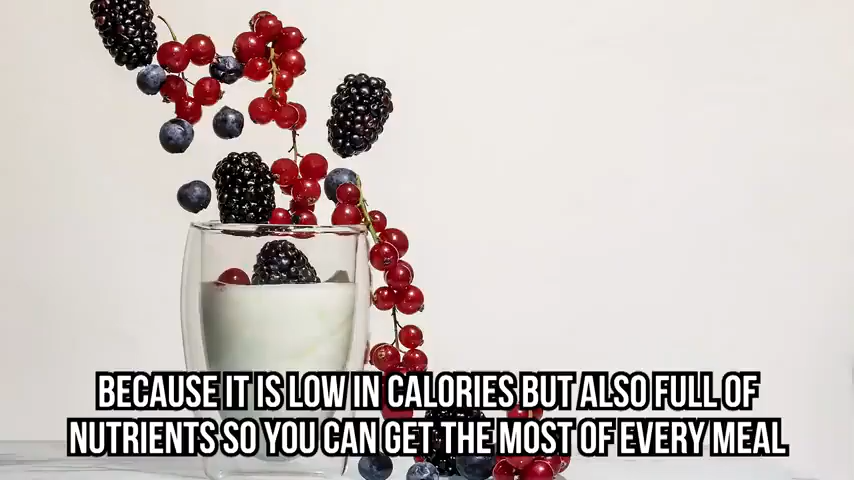 BECAUSE IT IS LOW IN CALORIES BUT ALSO FULL OF
NUTRIENTS SO YOU CAN GET THE MOST OF EVERY MEAL